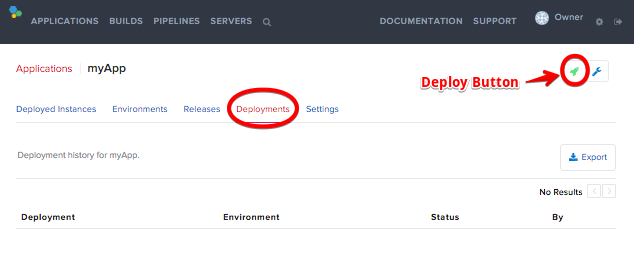 APPLICATIONS BUILDS PIPELINES SERVERS DOCUMENTATION SUPPORT Owner
Applications myApp
Deploy Button
Deployed Instances Environments Releases Deployments Settings
Deployment history for myApp.
Export
No Results
Deployment Environment Status By